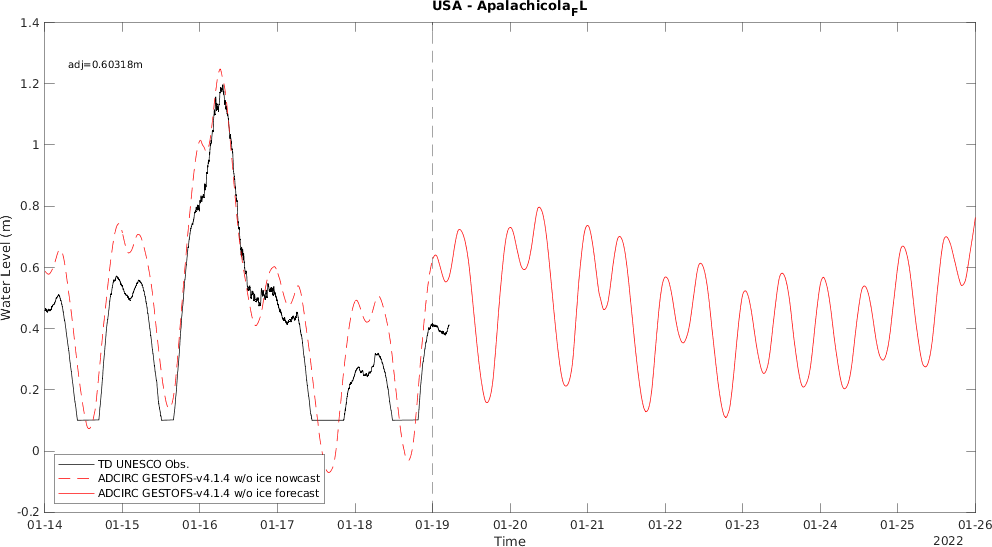 USA - Apalachicola_FL
1.4
1.2
1
0.8
0.6
0.4
0.2
0
-0.2
Water Level (m)
adj=0.60318m
TD UNESCO Obs.
ADCIRC GESTOFS-v4.1.4 w/o ice nowcast
ADCIRC GESTOFS-v4.1.4 w/o ice forecast
01-14 01-15 01-16 01-17 01-18 01-19 01-20 01-21 01-22 01-23 01-24 01-25 01-26
Time
2022